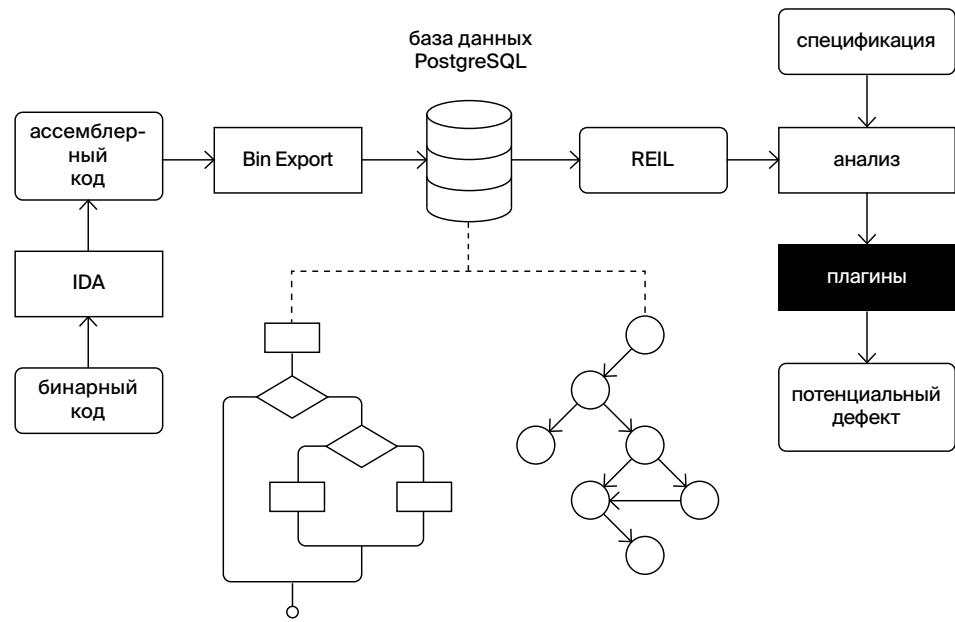 база данных
PostgreSQL
спецификация
ассемблер-
ный
код
Bin Export
REIL
анализ
IDA
плагины
бинарный
код
потенциальный
дефект